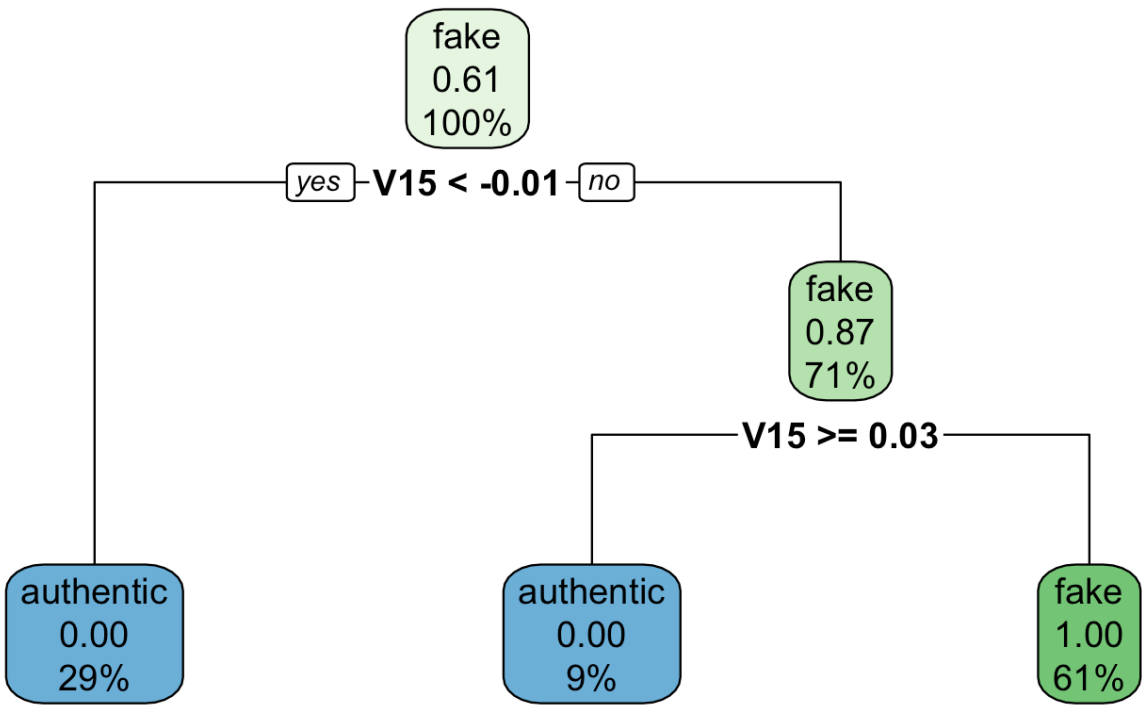 fake
0.61
100%
yes V15 < -0.01 no
fake
0.87
71%
V15 >= 0.03
authentic
0.00
29%
authentic
0.00
9%
fake
1.00
61%